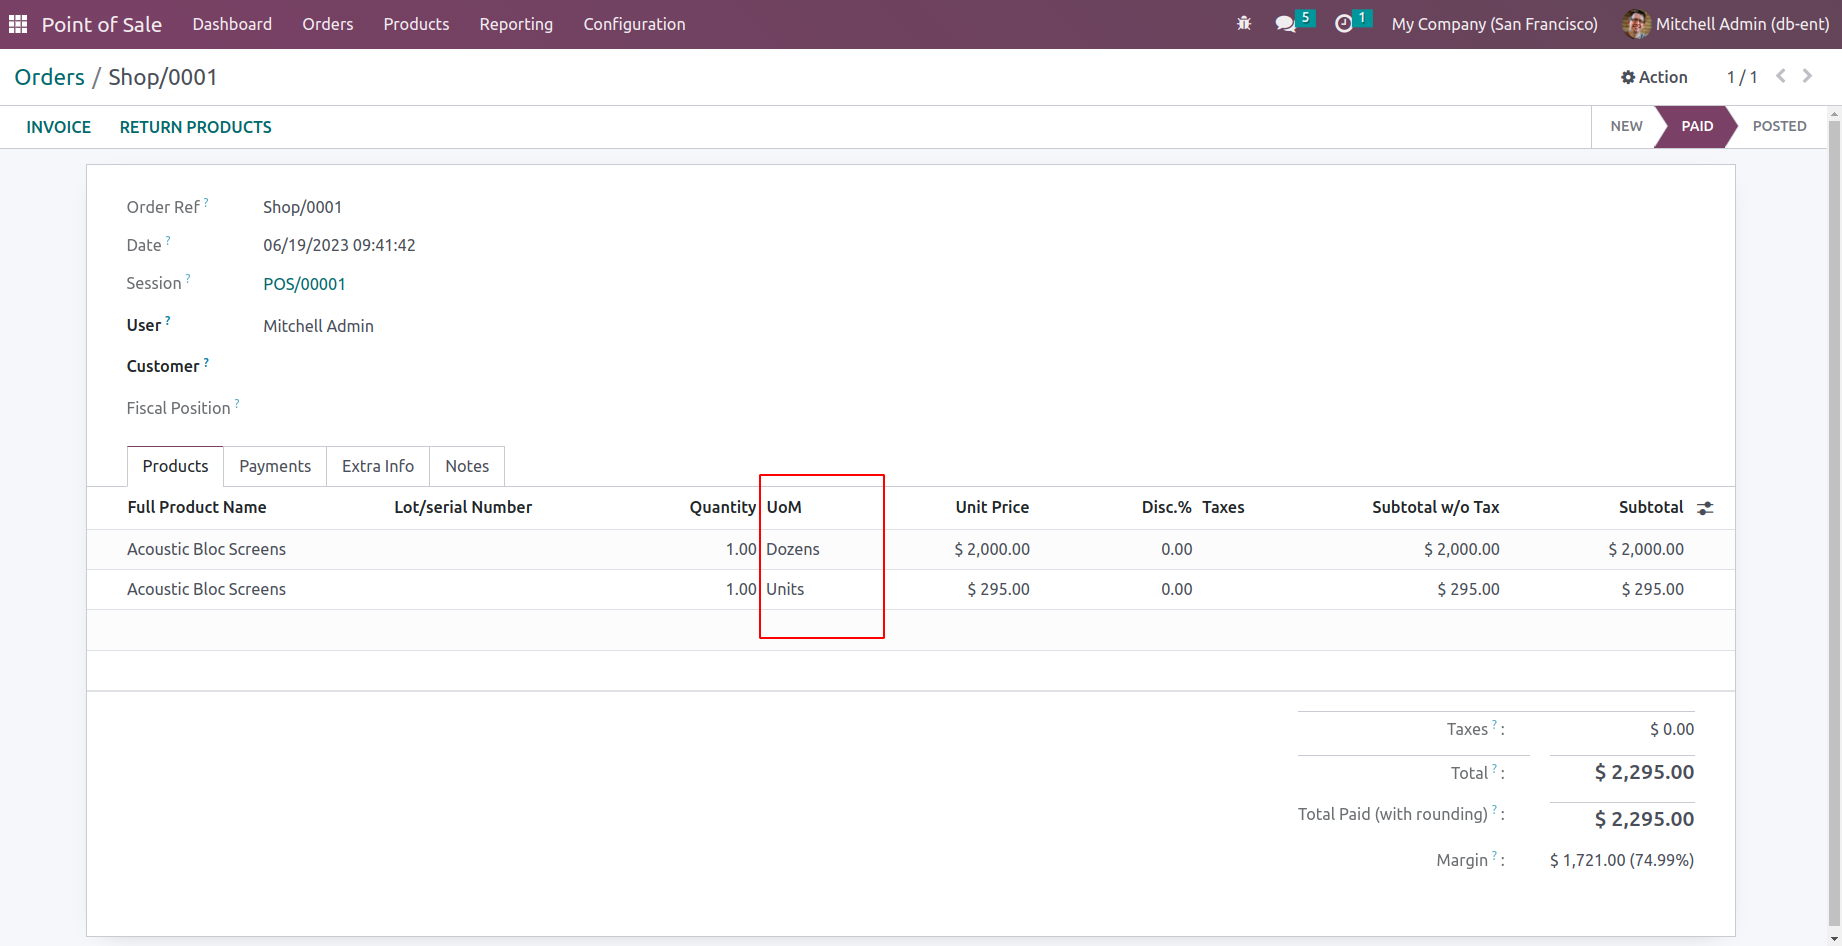 Point of Sale Dashboard Orders Products Reporting Configuration 5 1 My Company (San Francisco) Mitchell Admin (db-ent)
Orders / Shop/0001 Action 1 / 1
INVOICE RETURN PRODUCTS NEW PAID POSTED
Order Ref ? Shop/0001
Date ? 06/19/2023 09:41:42
Session ? POS/00001
User ? Mitchell Admin
Customer ?
Fiscal Position ?
Products Payments Extra Info Notes
Full Product Name Lot/serial Number Quantity UoM Unit Price Disc.% Taxes Subtotal w/o Tax Subtotal
Acoustic Bloc Screens 1.00 Dozens $ 2,000.00 0.00 $ 2,000.00 $ 2,000.00
Acoustic Bloc Screens 1.00 Units $ 295.00 0.00 $ 295.00 $ 295.00
Taxes ? : $ 0.00
Total ? : $ 2,295.00
Total Paid (with rounding) ? : $ 2,295.00
Margin ? : $ 1,721.00 (74.99%)